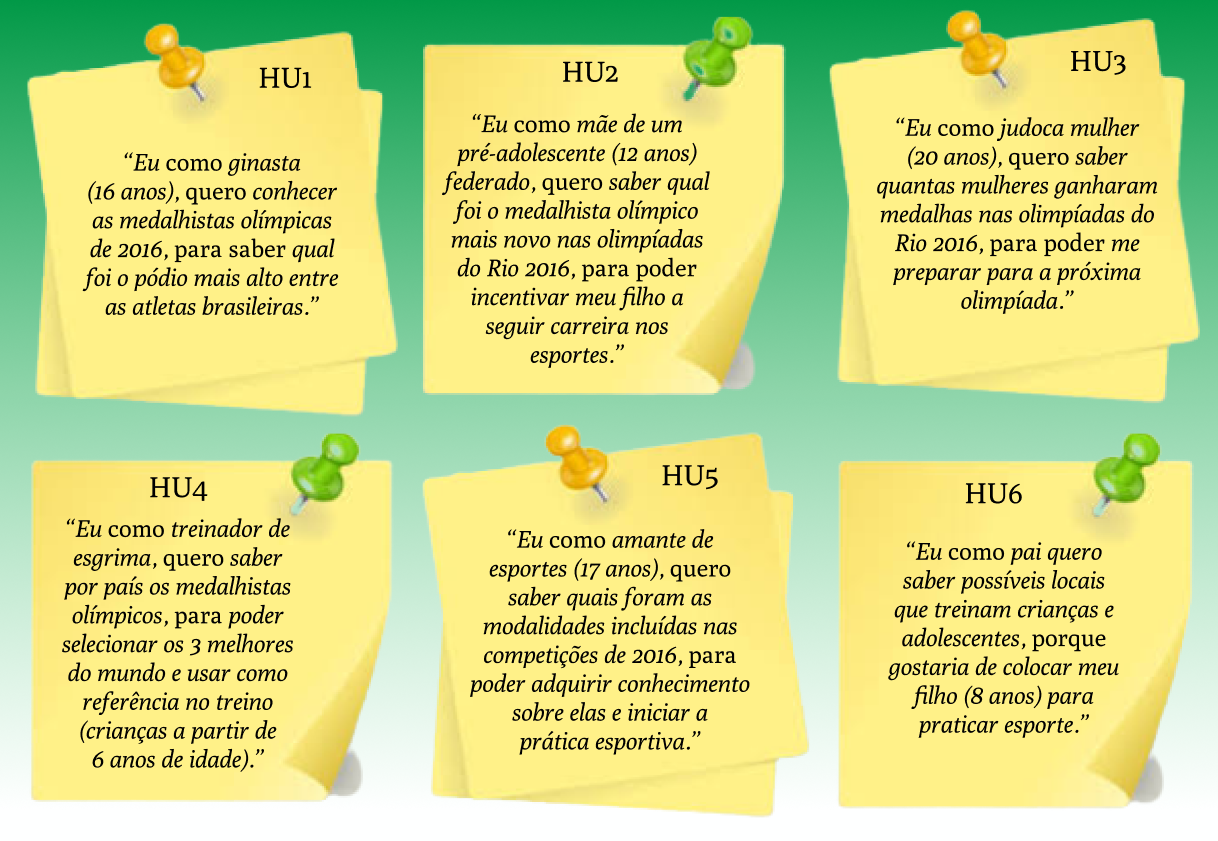 HU1
“Eu como ginasta
(16 anos), quero conhecer
as medalhistas olímpicas
de 2016, para saber qual
foi o pódio mais alto entre
as atletas brasileiras.”
HU2
“Eu como mãe de um
pré-adolescente (12 anos)
federado, quero saber qual
foi o medalhista olímpico
mais novo nas olimpíadas
do Rio 2016, para poder
incentivar meu filho a
seguir carreira nos
esportes.”
HU3
“Eu como judoca mulher
(20 anos), quero saber
quantas mulheres ganharam
medalhas nas olimpíadas do
Rio 2016, para poder me
preparar para a próxima
olimpíada.”
HU4
“Eu como treinador de
esgrima, quero saber
por país os medalhistas
olímpicos, para poder
selecionar os 3 melhores
do mundo e usar como
referência no treino
(crianças a partir de
6 anos de idade).”
HU5
“Eu como amante de
esportes (17 anos), quero
saber quais foram as
modalidades incluídas nas
competições de 2016, para
poder adquirir conhecimento
sobre elas e iniciar a
prática esportiva.”
HU6
“Eu como pai quero
saber possíveis locais
que treinam crianças e
adolescentes, porque
gostaria de colocar meu
filho (8 anos) para
praticar esporte.”